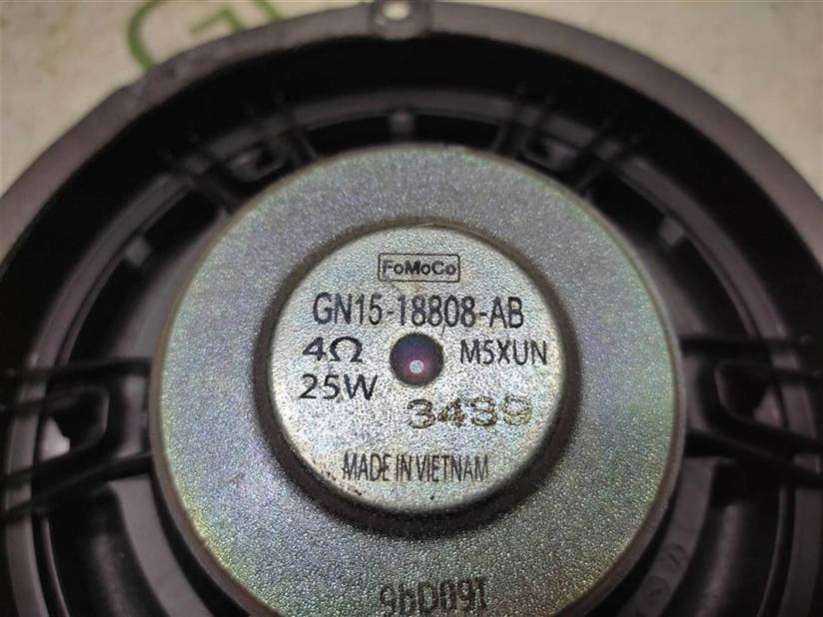 FoMoCo
GN15-18808-AB
4Ω M5XUN
25W
3439
MADE IN VIETNAM